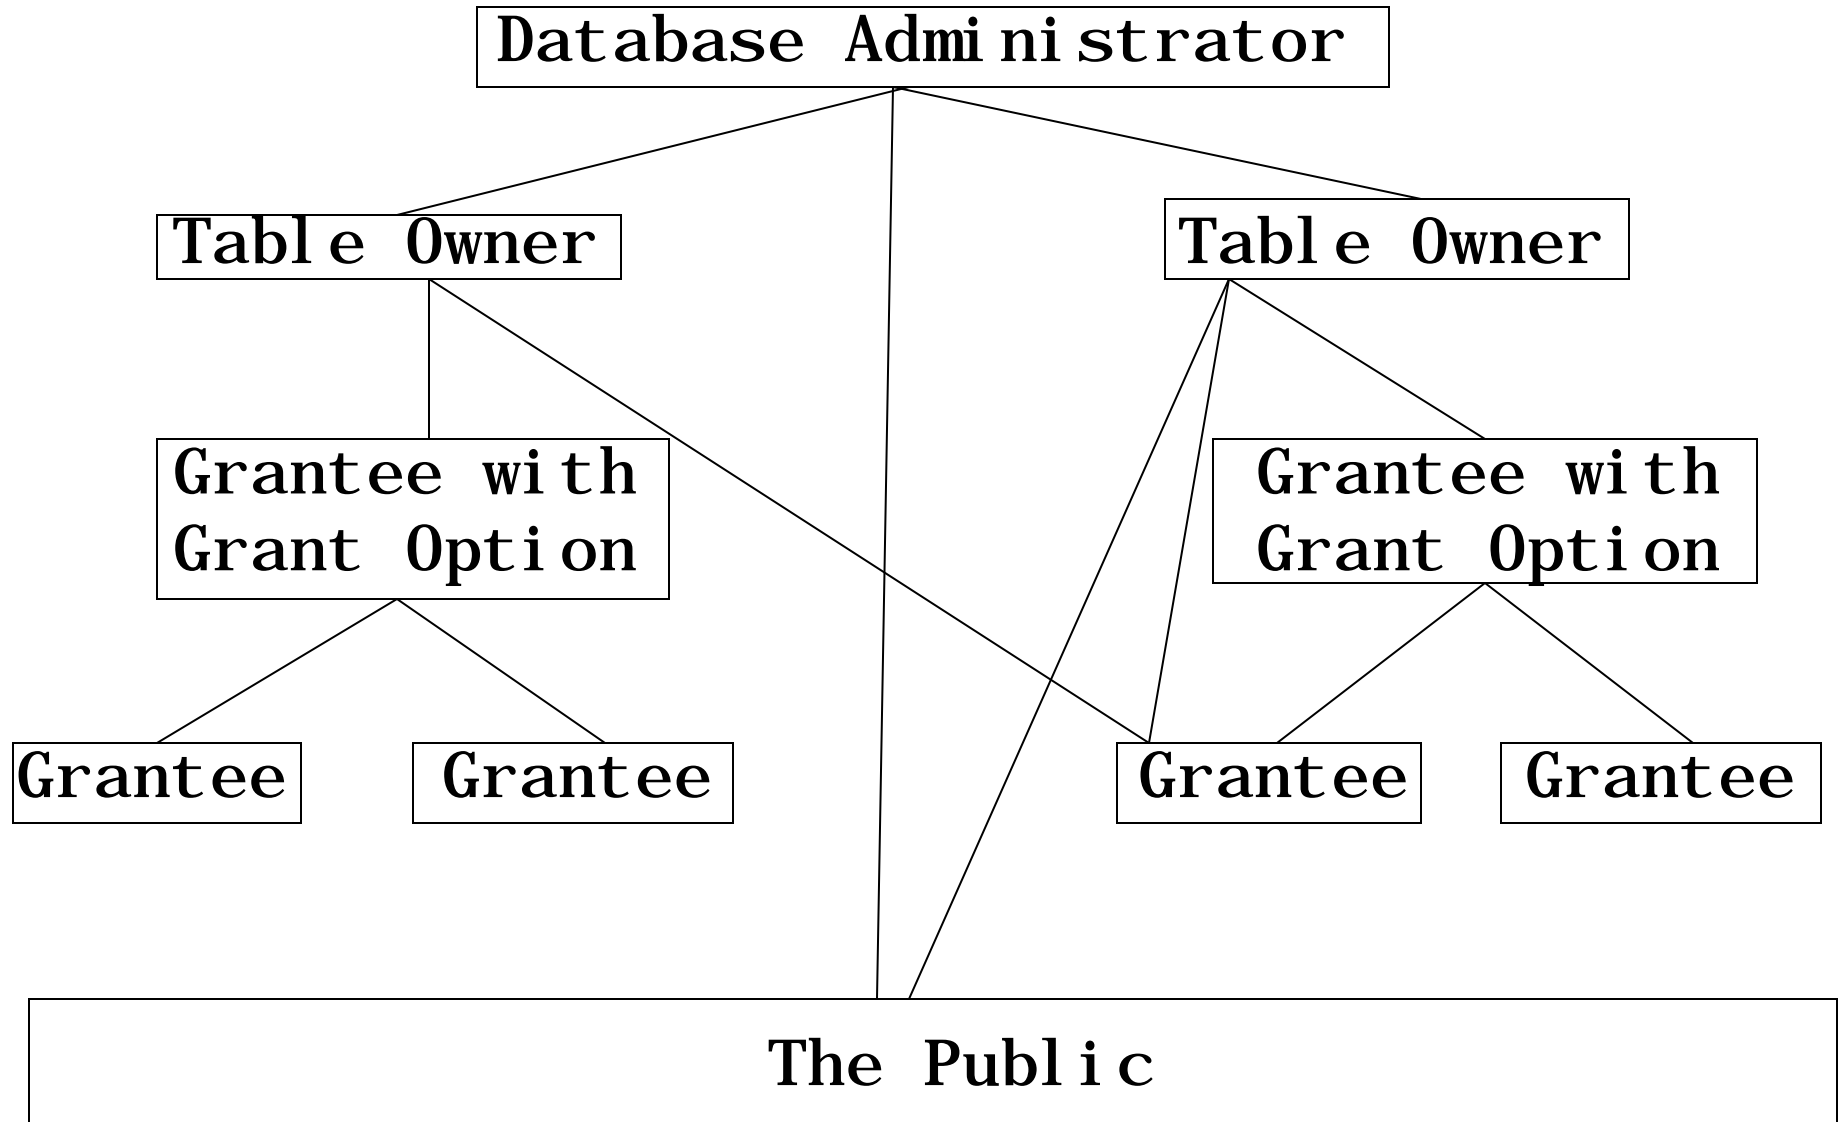 Database Administrator
Table Owner
Table Owner
Grantee with
Grant Option
Grantee with
Grant Option
Grantee
Grantee
Grantee
Grantee
The Public